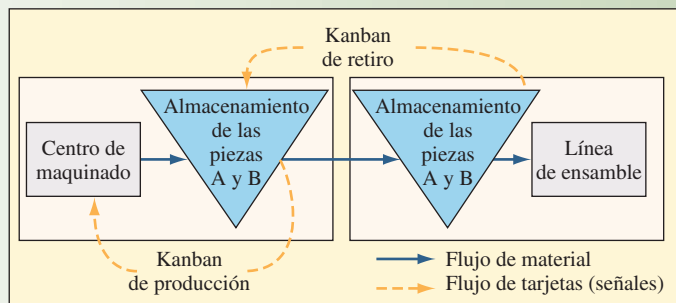 Kanban
de retiro
Almacenamiento
de las
piezas
A y B
Almacenamiento
de las
piezas
A y B
Centro de
maquinado
Línea
de ensamble
Kanban
de producción
Flujo de material
Flujo de tarjetas (señales)